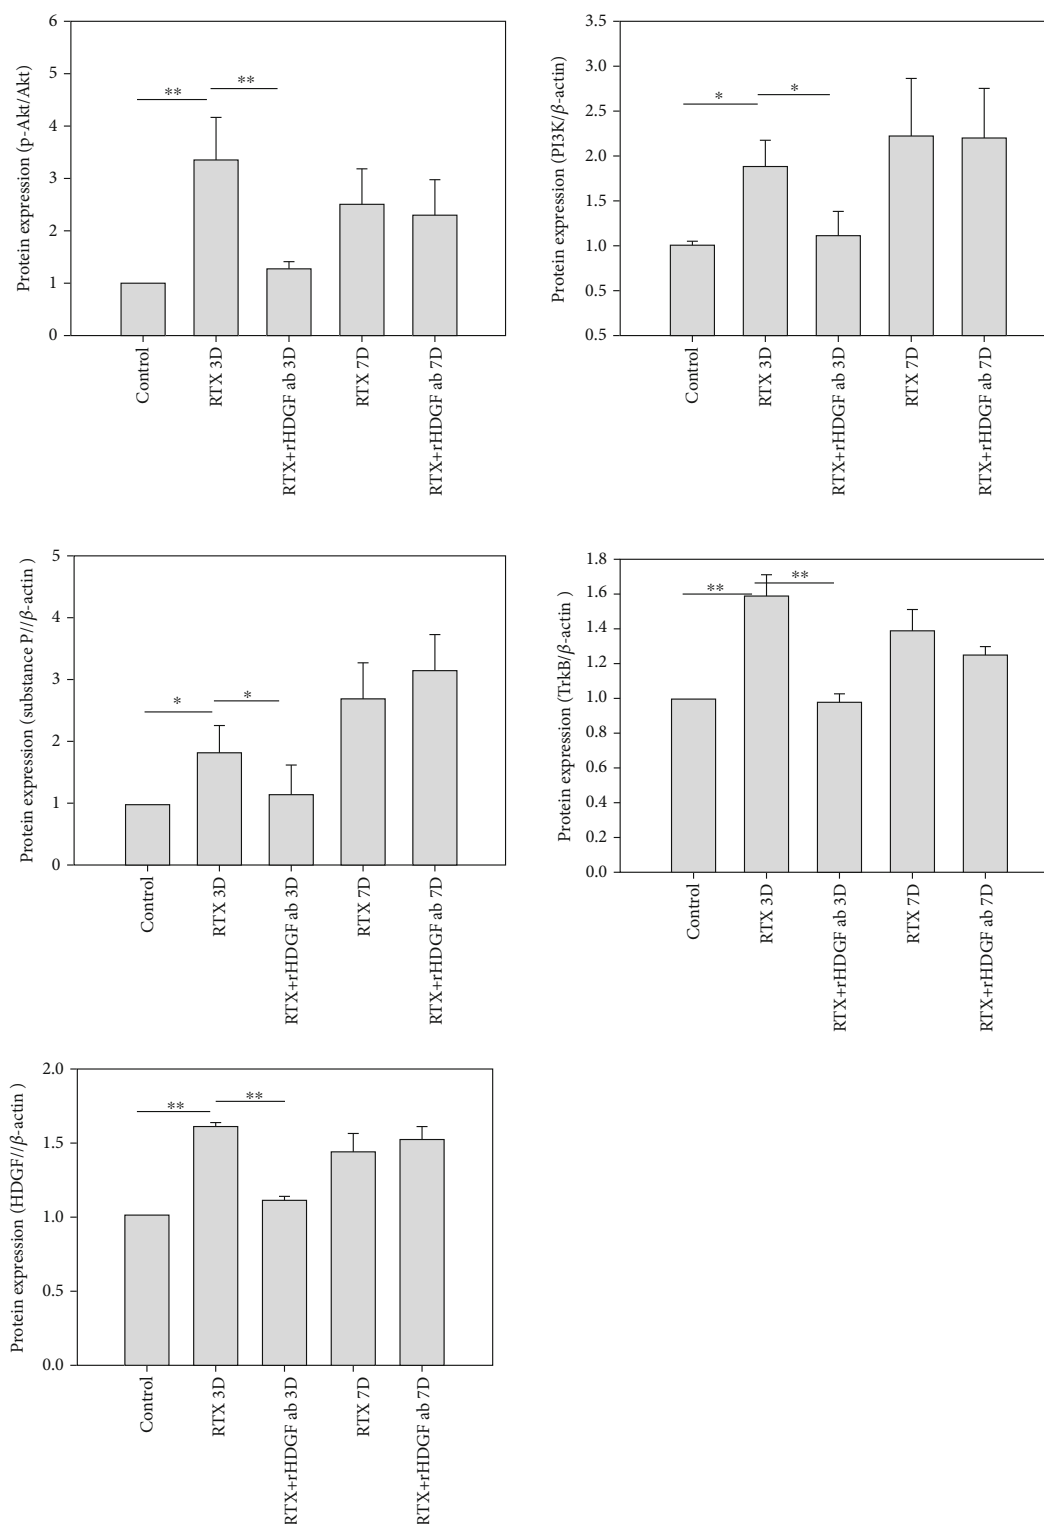 Protein expression (p-Akt/Akt)
6
5
4
3
2
1
0
**
**
Control
RTX 3D
RTX+rHDGF ab 3D
RTX 7D
RTX+rHDGF ab 7D
Protein expression (PI3K/β-actin)
3.5
3.0
2.5
2.0
1.5
1.0
0.5
0.5
*
*
Control
RTX 3D
RTX+rHDGF ab 3D
RTX 7D
RTX+rHDGF ab 7D
Protein expression (substance P//β-actin )
5
4
3
2
1
0
*
*
Control
RTX 3D
RTX+rHDGF ab 3D
RTX 7D
RTX+rHDGF ab 7D
Protein expression (TrkB/β-actin )
1.8
1.6
1.4
1.2
1.0
0.8
0.6
0.4
0.2
0.0
**
**
Control
RTX 3D
RTX+rHDGF ab 3D
RTX 7D
RTX+rHDGF ab 7D
Protein expression (HDGF//β-actin )
2.0
1.5
1.0
0.5
0.0
**
**
Control
RTX 3D
RTX+rHDGF ab 3D
RTX 7D
RTX+rHDGF ab 7D